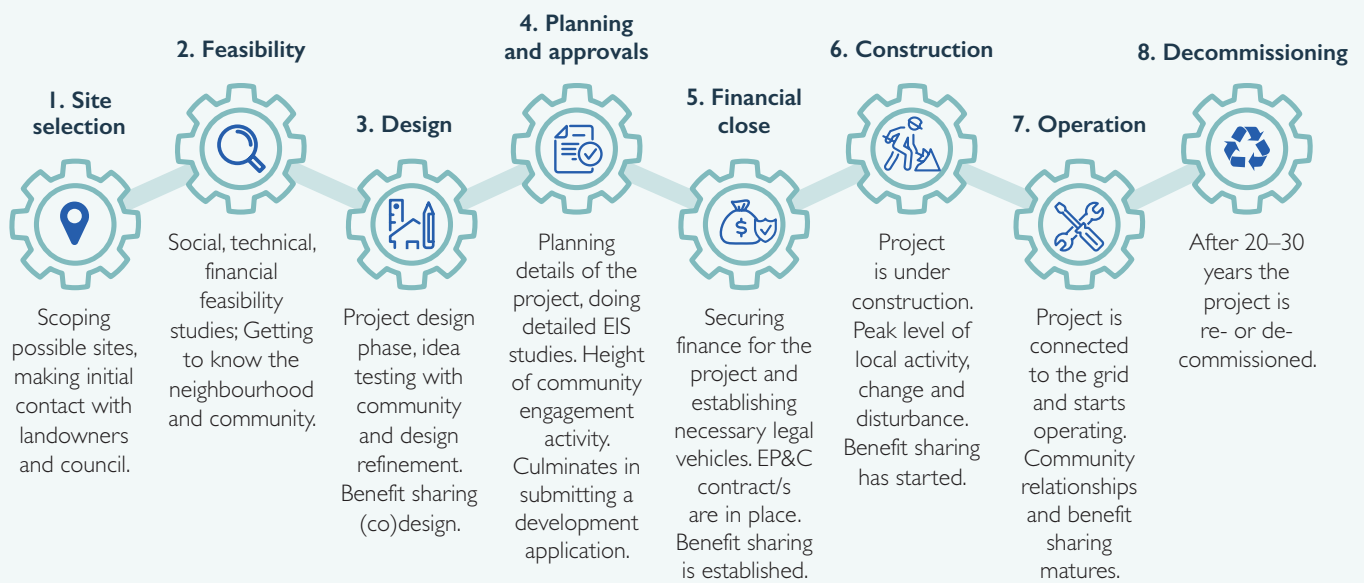 1. Site
selection
Scoping
possible sites,
making initial
contact with
landowners
and council.
2. Feasibility
Social, technical,
financial
feasibility
studies; Getting
to know the
neighbourhood
and community.
3. Design
Project design
phase, idea
testing with
community
and design
refinement.
Benefit sharing
(co)design.
4. Planning
and approvals
Planning
details of the
project, doing
detailed EIS
studies. Height
of community
engagement
activity.
Culminates in
submitting a
development
application.
5. Financial
close
$
Securing
finance for the
project and
establishing
necessary legal
vehicles. EP&C
contract/s
are in place.
Benefit sharing
is established.
6. Construction
Project
is under
construction.
Peak level of
local activity,
change and
disturbance.
Benefit sharing
has started.
7. Operation
Project is
connected
to the grid
and starts
operating.
Community
relationships
and benefit
sharing
matures.
8. Decommissioning
After 20–30
years the
project is
re- or de-
commissioned.